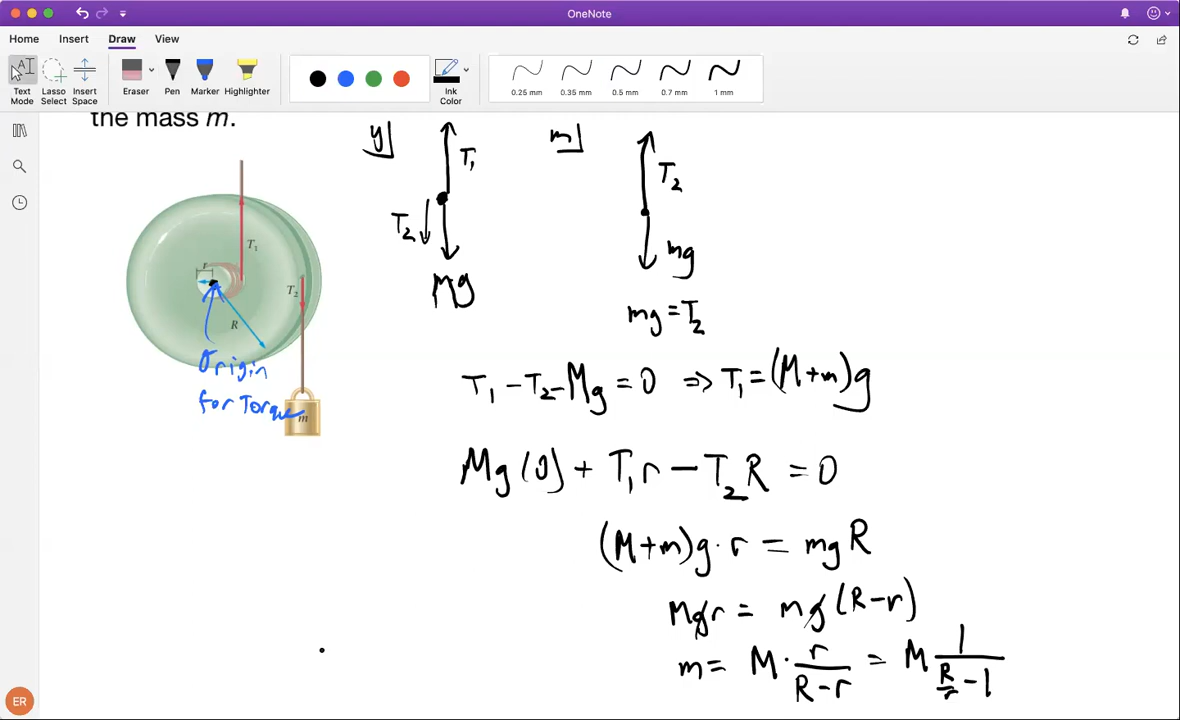 OneNote
Home Insert Draw View
Text Mode
Lasso Select
Insert Space
Eraser
Pen
Marker
Highlighter
Ink Color
0.25 mm 0.35 mm 0.5 mm 0.7 mm 1 mm
the mass m.
y
T₁
T₂
Mg
m
T₂
mg
mg = T₂
r
T₁
T₂
R
m
Origin
for Torque
T₁ - T₂ - Mg = 0 ⇒ T₁ = (M+m)g
Mg(0) + T₁r - T₂R = 0
(M+m)g · r = mgR
Mgr = mg(R-r)
m = M · r/(R-r) = M 1/(R/r - 1)
ER